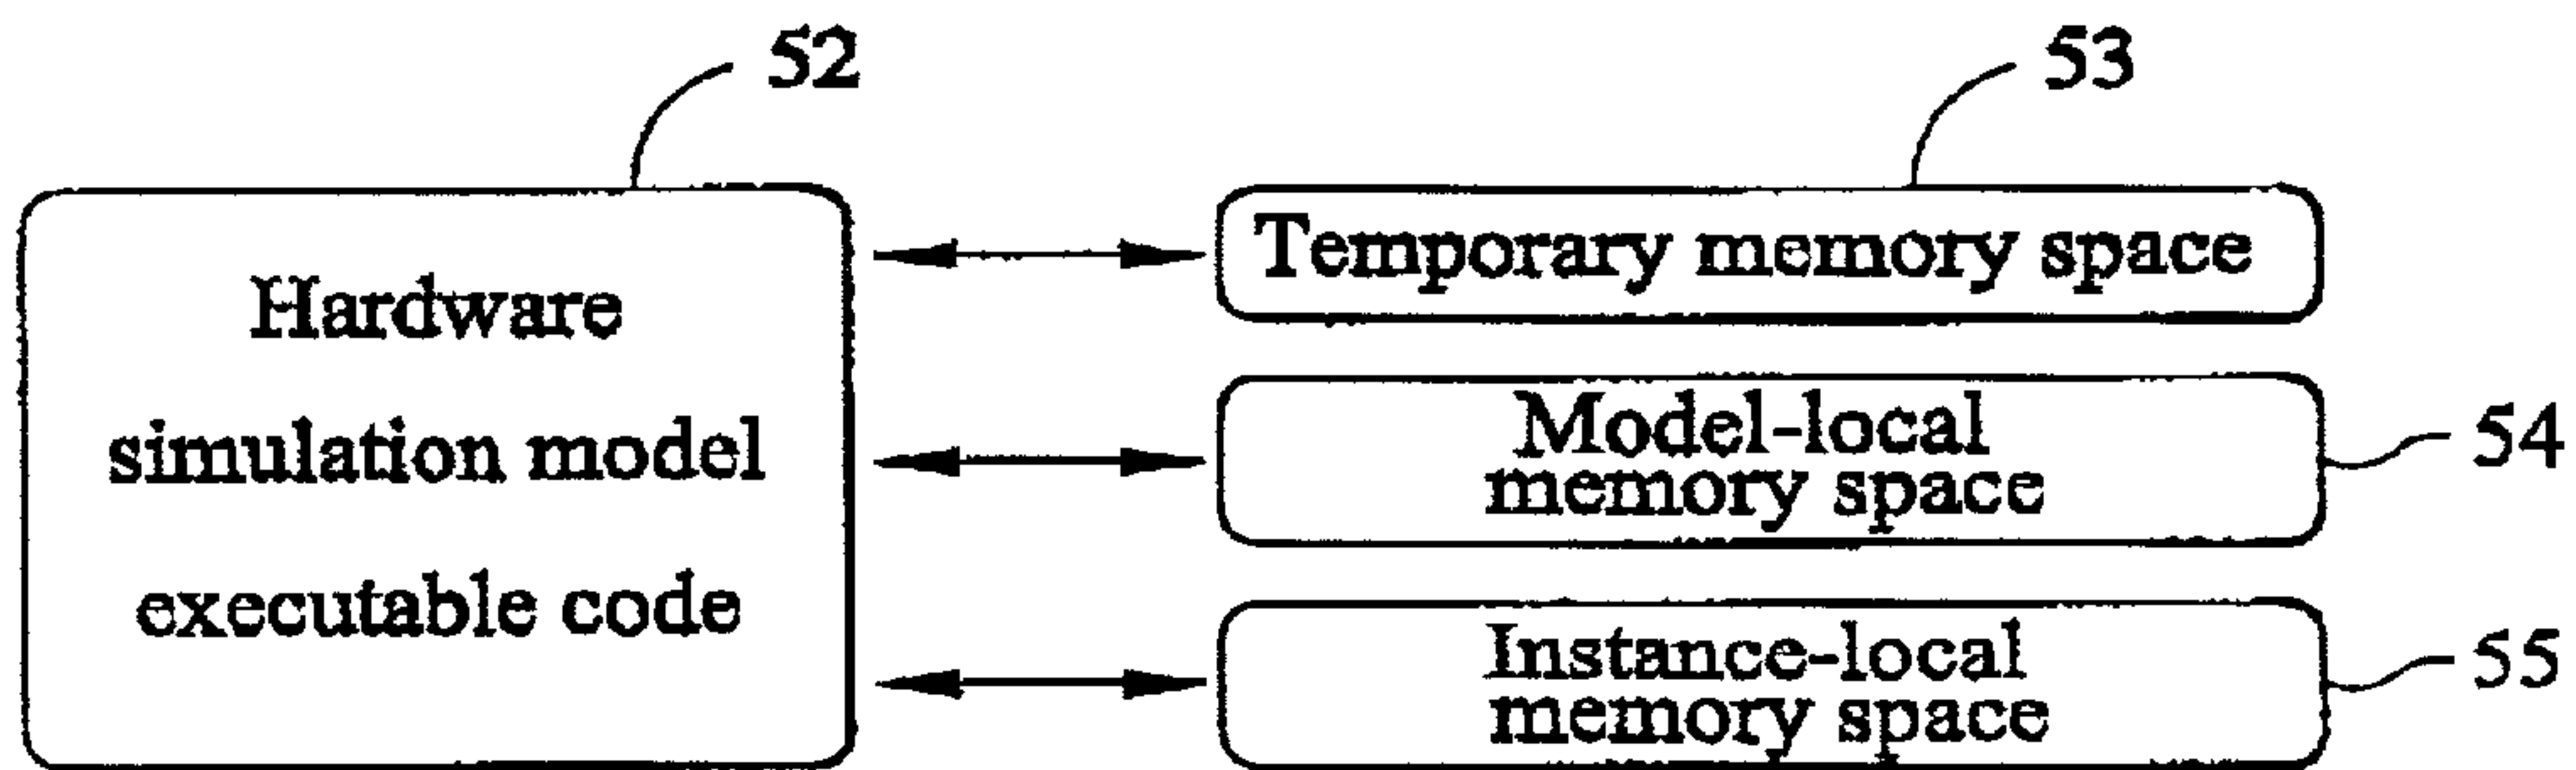 52
53
Hardware
simulation model
executable code
Temporary memory space
Model-local
memory space
54
Instance-local
memory space
55